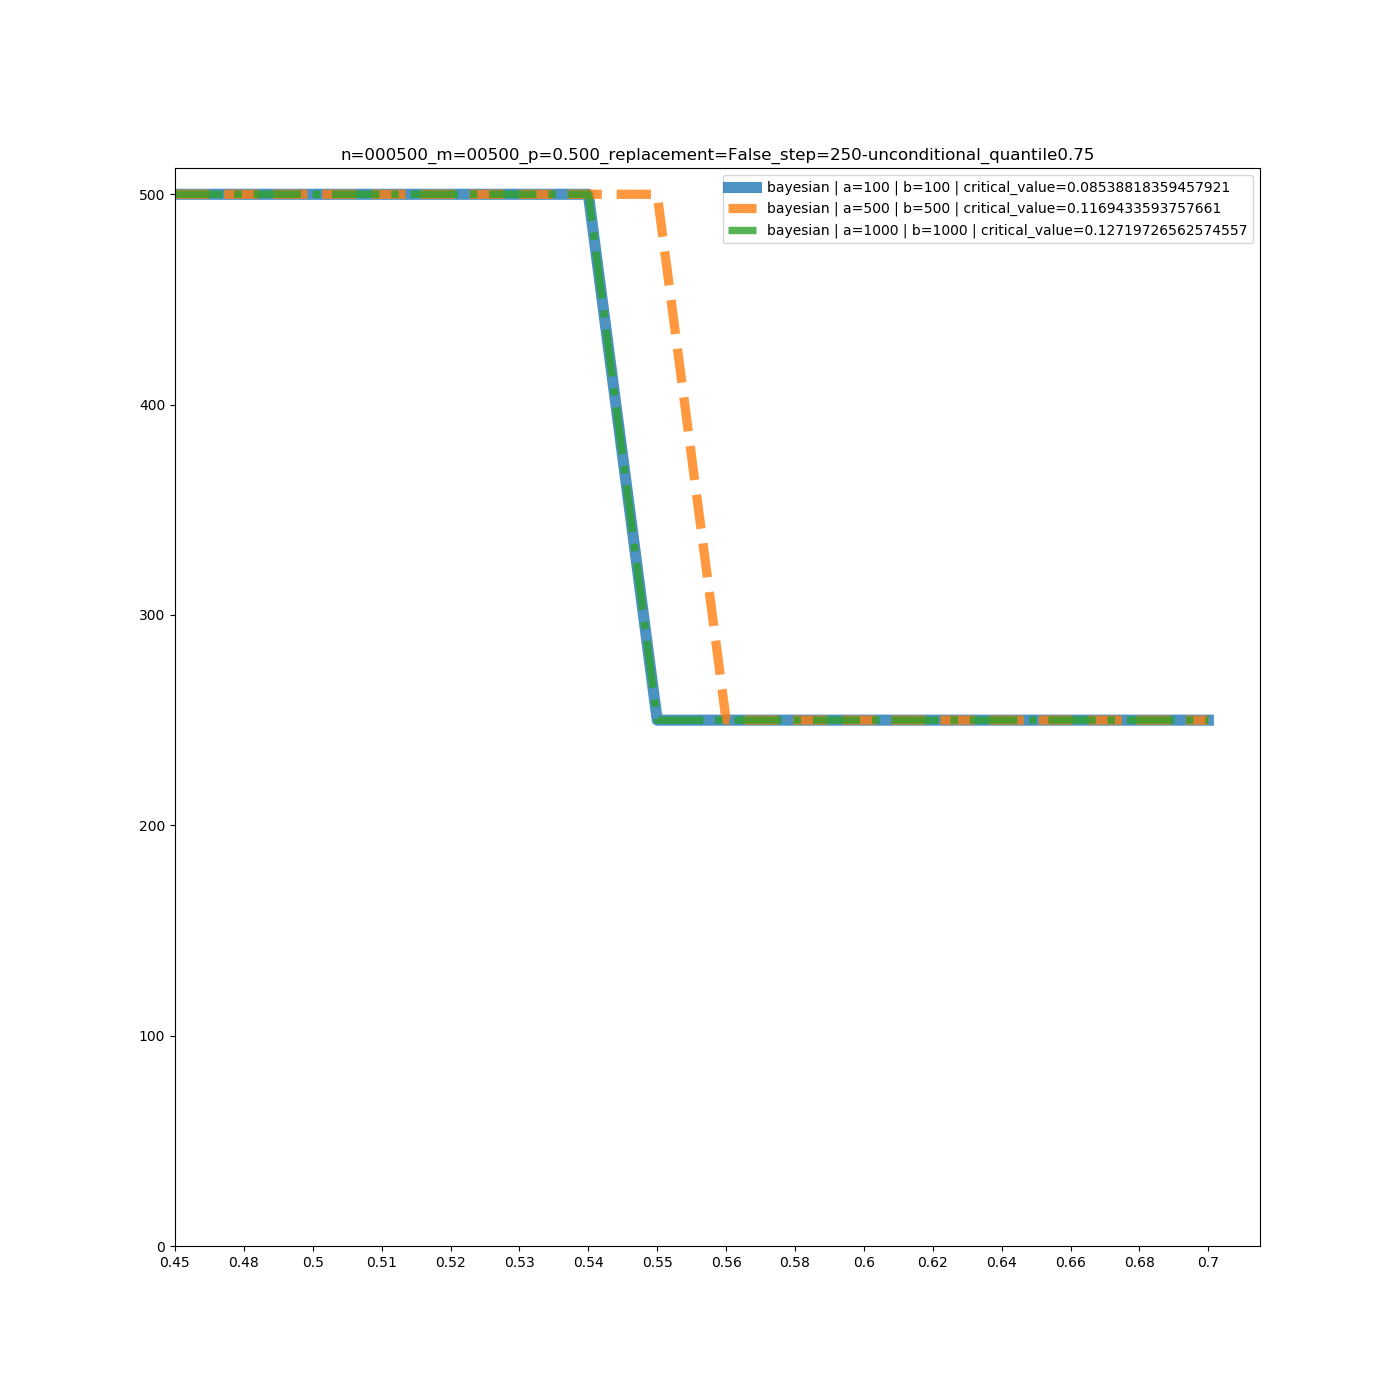 n=000500_m=00500_p=0.500_replacement=False_step=250-unconditional_quantile0.75
bayesian | a=100 | b=100 | critical_value=0.08538818359457921
bayesian | a=500 | b=500 | critical_value=0.1169433593757661
bayesian | a=1000 | b=1000 | critical_value=0.12719726562574557
500
400
300
200
100
0
0.45 0.48 0.5 0.51 0.52 0.53 0.54 0.55 0.56 0.58 0.6 0.62 0.64 0.66 0.68 0.7